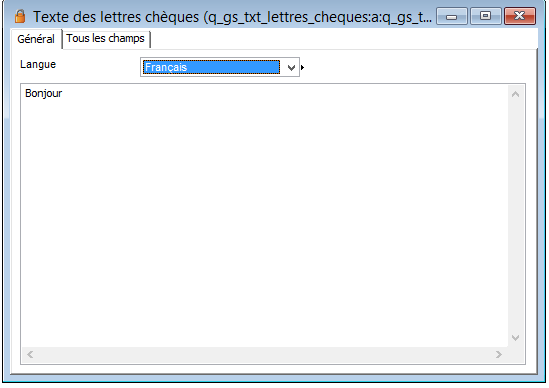 Texte des lettres chèques (q_gs_txt_lettres_cheques:a:q_gs_t...
Général Tous les champs
Langue Français
Bonjour